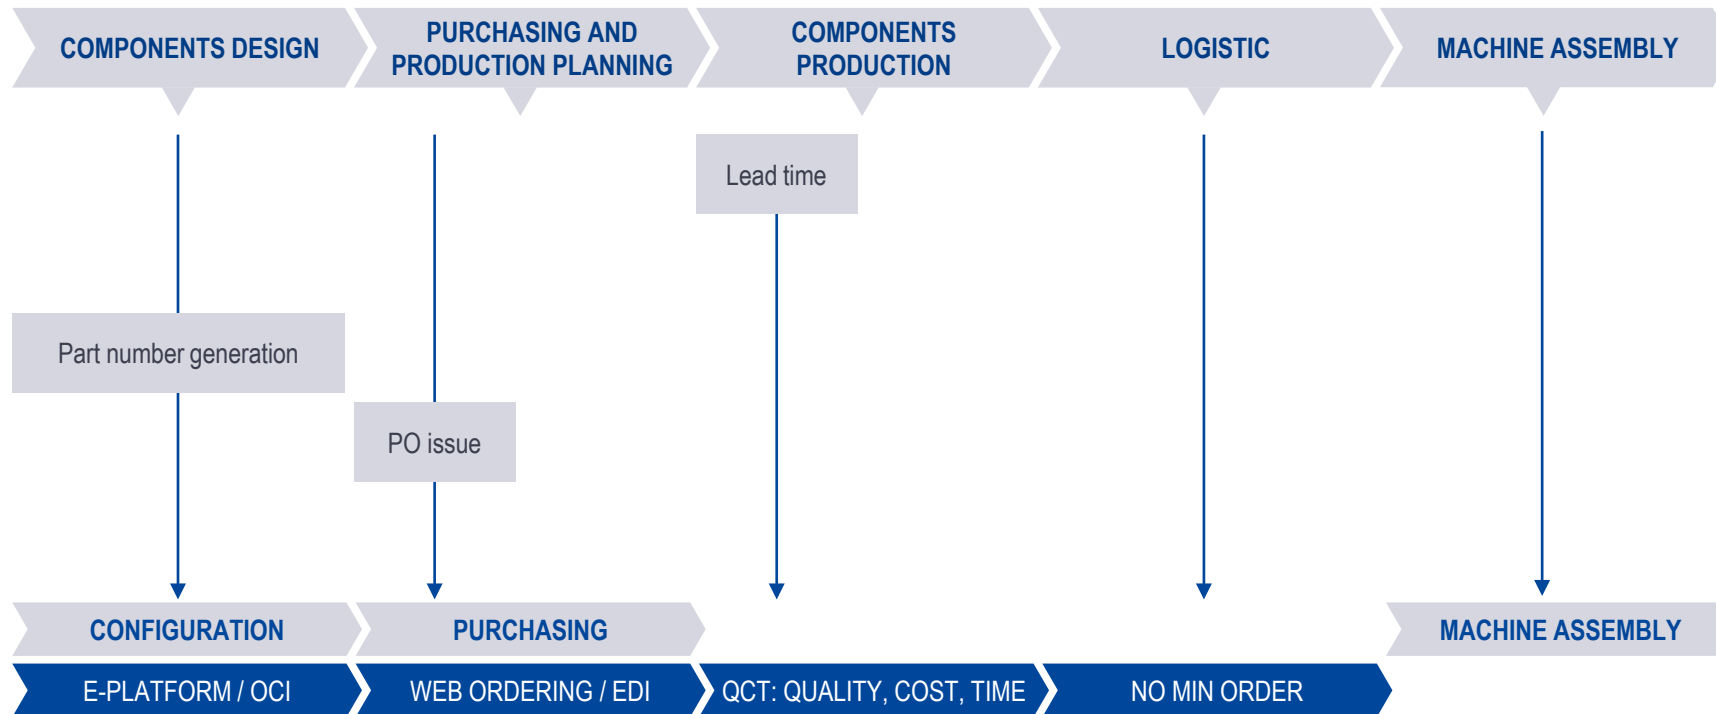 COMPONENTS DESIGN
PURCHASING AND
PRODUCTION PLANNING
COMPONENTS
PRODUCTION
LOGISTIC
MACHINE ASSEMBLY
Lead time
Part number generation
PO issue
CONFIGURATION
PURCHASING
MACHINE ASSEMBLY
E-PLATFORM / OCI
WEB ORDERING / EDI
QCT: QUALITY, COST, TIME
NO MIN ORDER